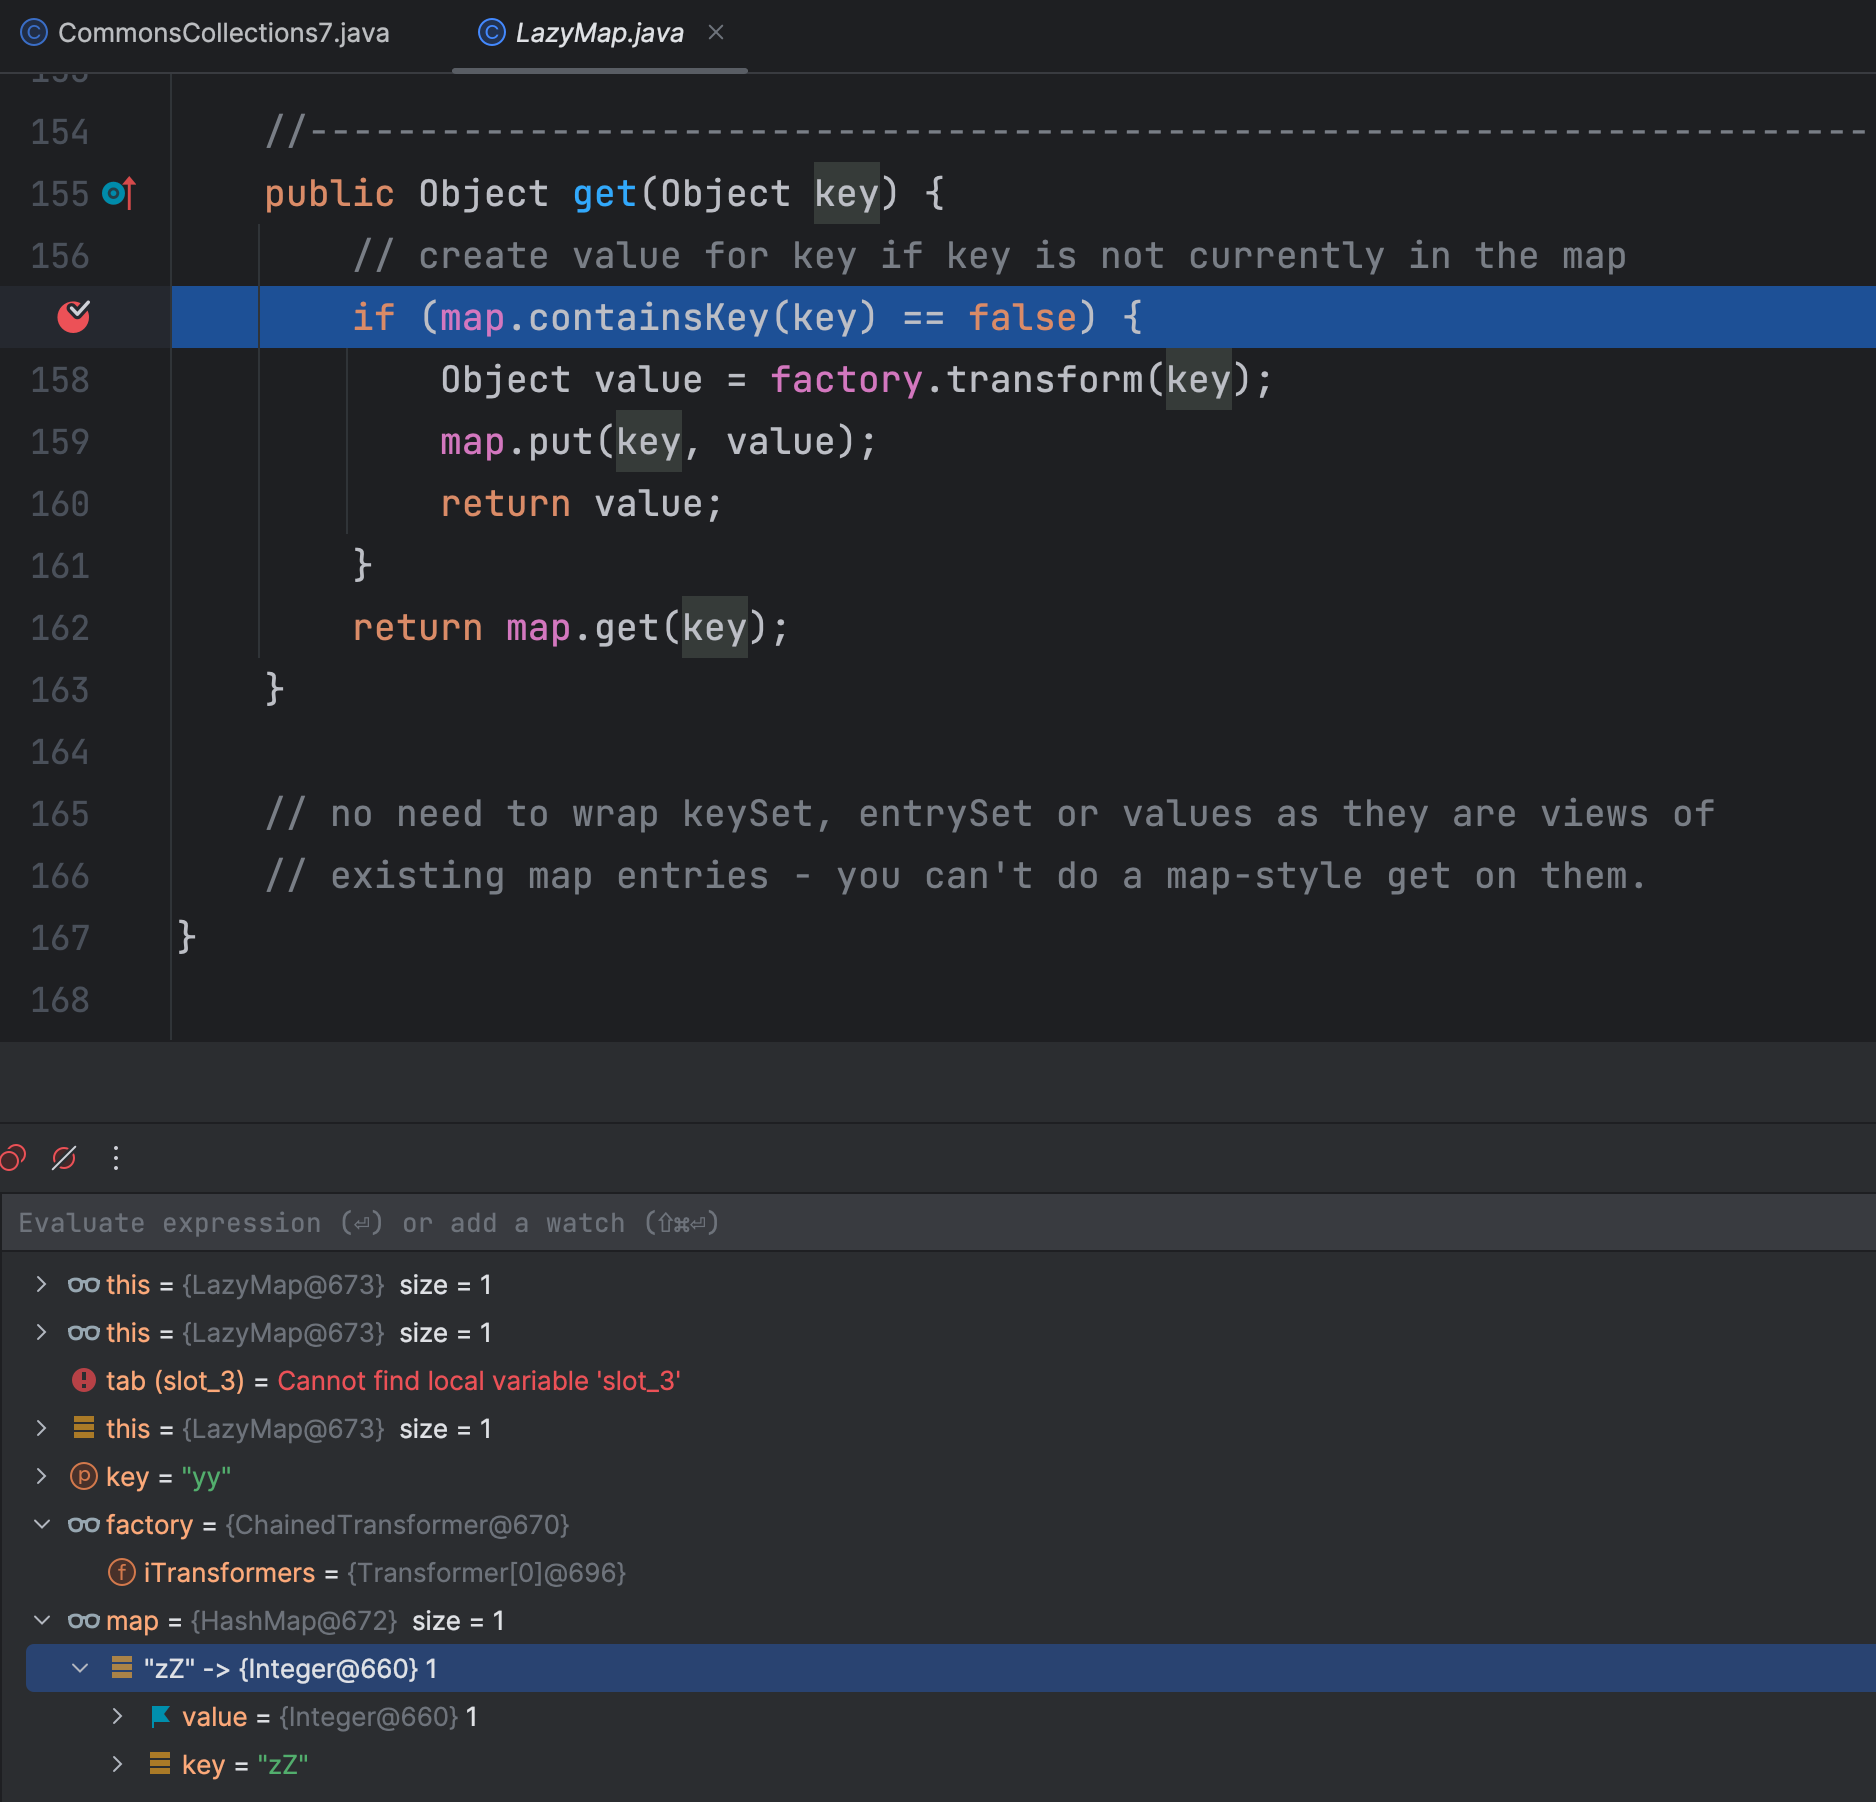 CommonsCollections7.java
LazyMap.java
154 //-----------------------------------------------------------------------
155 public Object get(Object key) {
156 // create value for key if key is not currently in the map
if (map.containsKey(key) == false) {
158 Object value = factory.transform(key);
159 map.put(key, value);
160 return value;
161 }
162 return map.get(key);
163 }
164
165 // no need to wrap keySet, entrySet or values as they are views of
166 // existing map entries - you can't do a map-style get on them.
167 }
168
Evaluate expression (⏎) or add a watch (⇧⌘⏎)
this = {LazyMap@673} size = 1
this = {LazyMap@673} size = 1
tab (slot_3) = Cannot find local variable 'slot_3'
this = {LazyMap@673} size = 1
key = "yy"
factory = {ChainedTransformer@670}
iTransformers = {Transformer[0]@696}
map = {HashMap@672} size = 1
"zZ" -> {Integer@660} 1
value = {Integer@660} 1
key = "zZ"